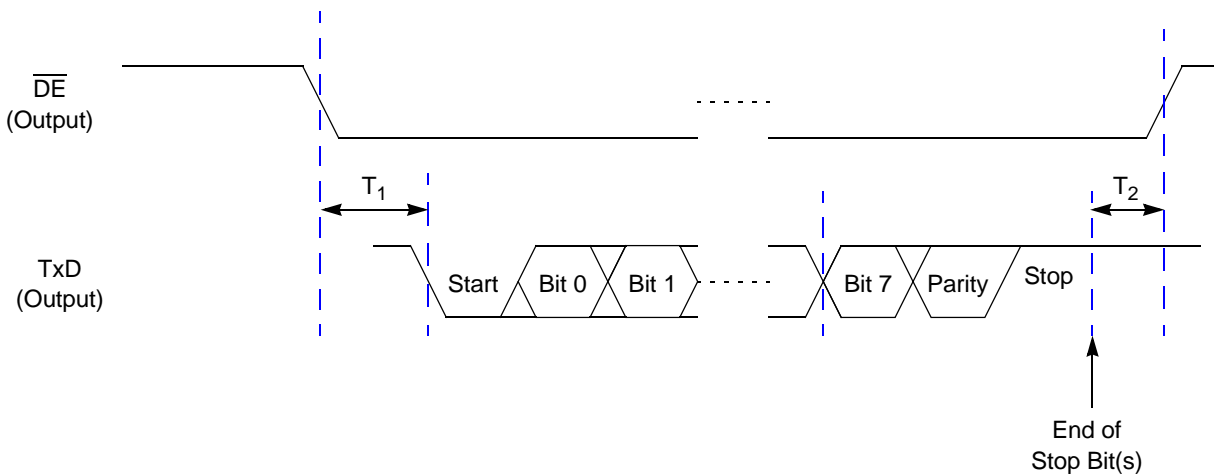 DE
(Output)
T1
T2
TxD
(Output)
Start
Bit 0
Bit 1
Bit 7
Parity
Stop
End of
Stop Bit(s)